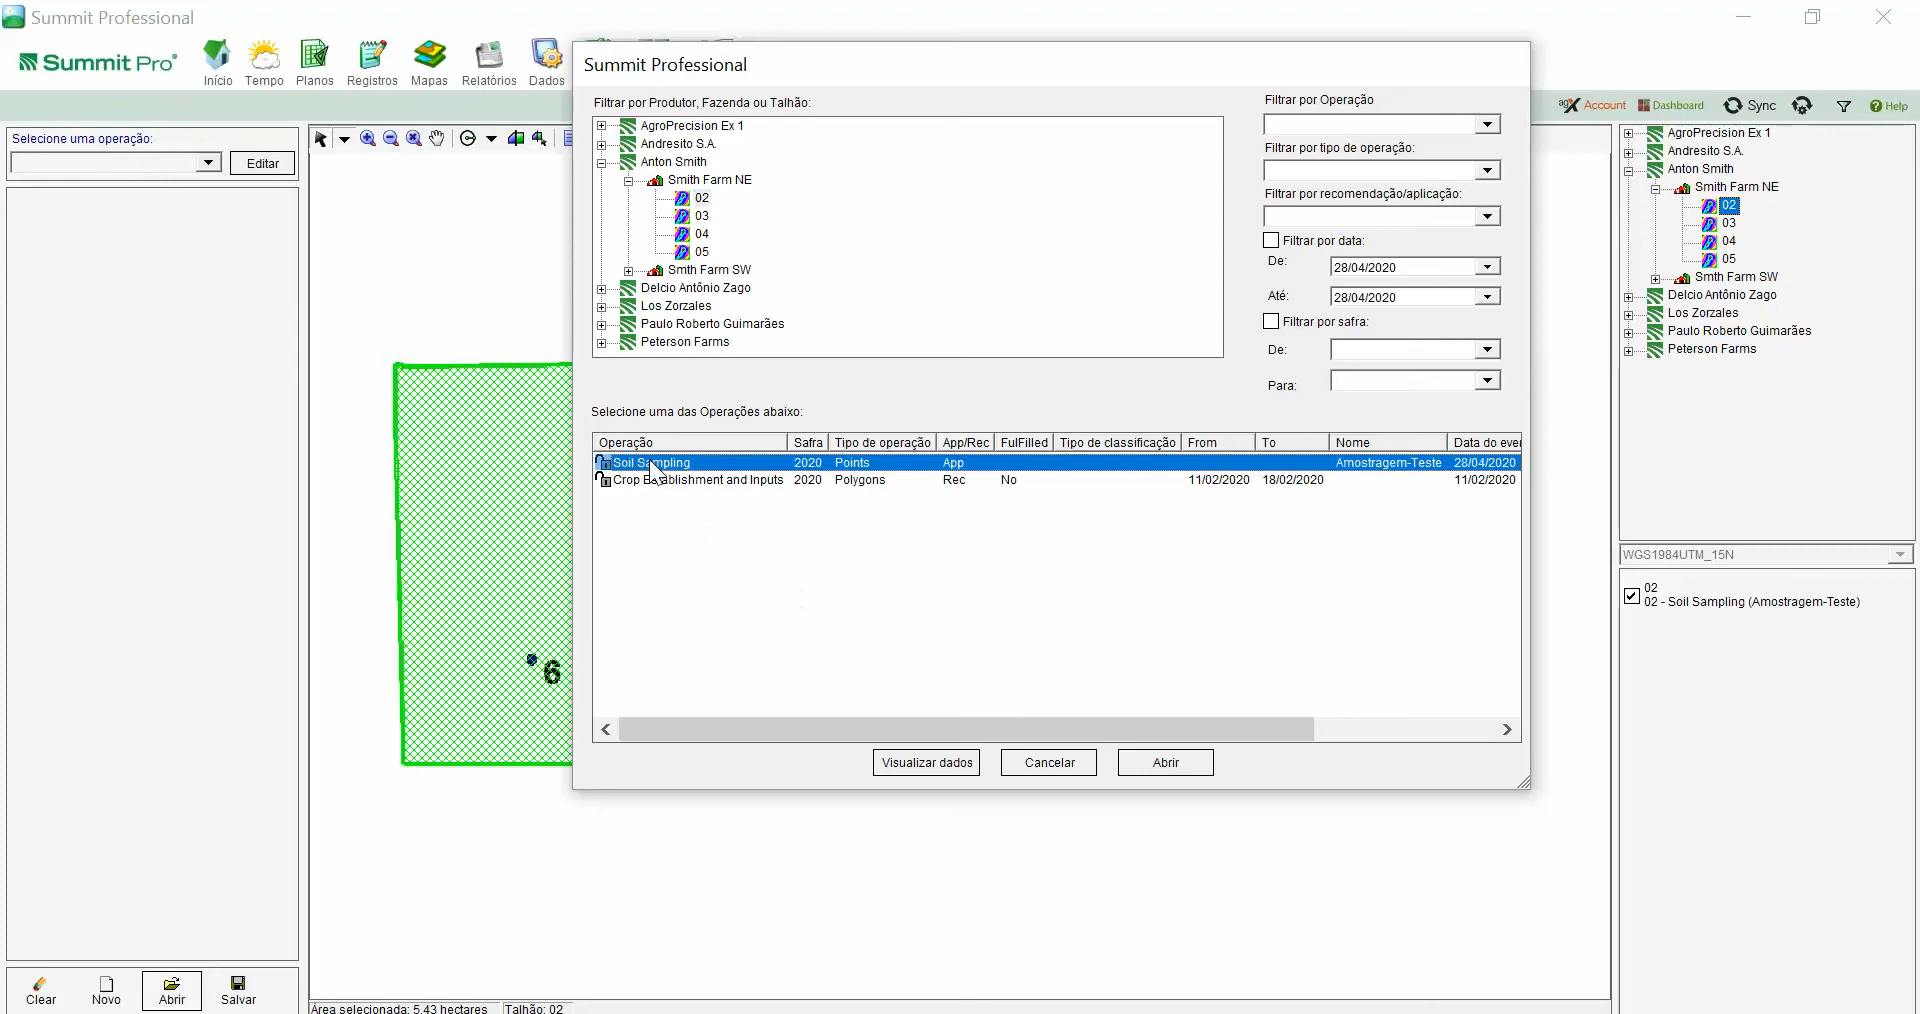 Summit Professional
Summit Pro
Início
Tempo
Planos
Registros
Mapas
Relatórios
Dados
agX Account
Dashboard
Sync
Help
Selecione uma operação:
Editar
Summit Professional
Filtrar por Produtor, Fazenda ou Talhão:
AgroPrecision Ex 1
Andresito S.A.
Anton Smith
Smith Farm NE
02
03
04
05
Smth Farm SW
Delcio Antônio Zago
Los Zorzales
Paulo Roberto Guimarães
Peterson Farms
Filtrar por Operação
Filtrar por tipo de operação:
Filtrar por recomendação/aplicação:
Filtrar por data:
De: 28/04/2020
Até: 28/04/2020
Filtrar por safra:
De:
Para:
Selecione uma das Operações abaixo:
Operação Safra Tipo de operação App/Rec FulFilled Tipo de classificação From To Nome
Soil Sampling 2020 Points App Amostragem-Teste 28/04/2020
Crop Establishment and Inputs 2020 Polygons Rec No 11/02/2020 18/02/2020 11/02/2020
Visualizar dados
Cancelar
Abrir
6
AgroPrecision Ex 1
Andresito S.A.
Anton Smith
Smith Farm NE
02
03
04
05
Smth Farm SW
Delcio Antônio Zago
Los Zorzales
Paulo Roberto Guimarães
Peterson Farms
WGS1984UTM_15N
02
02 - Soil Sampling (Amostragem-Teste)
Clear
Novo
Abrir
Salvar
Área selecionada: 5.43 hectares
Talhão: 02